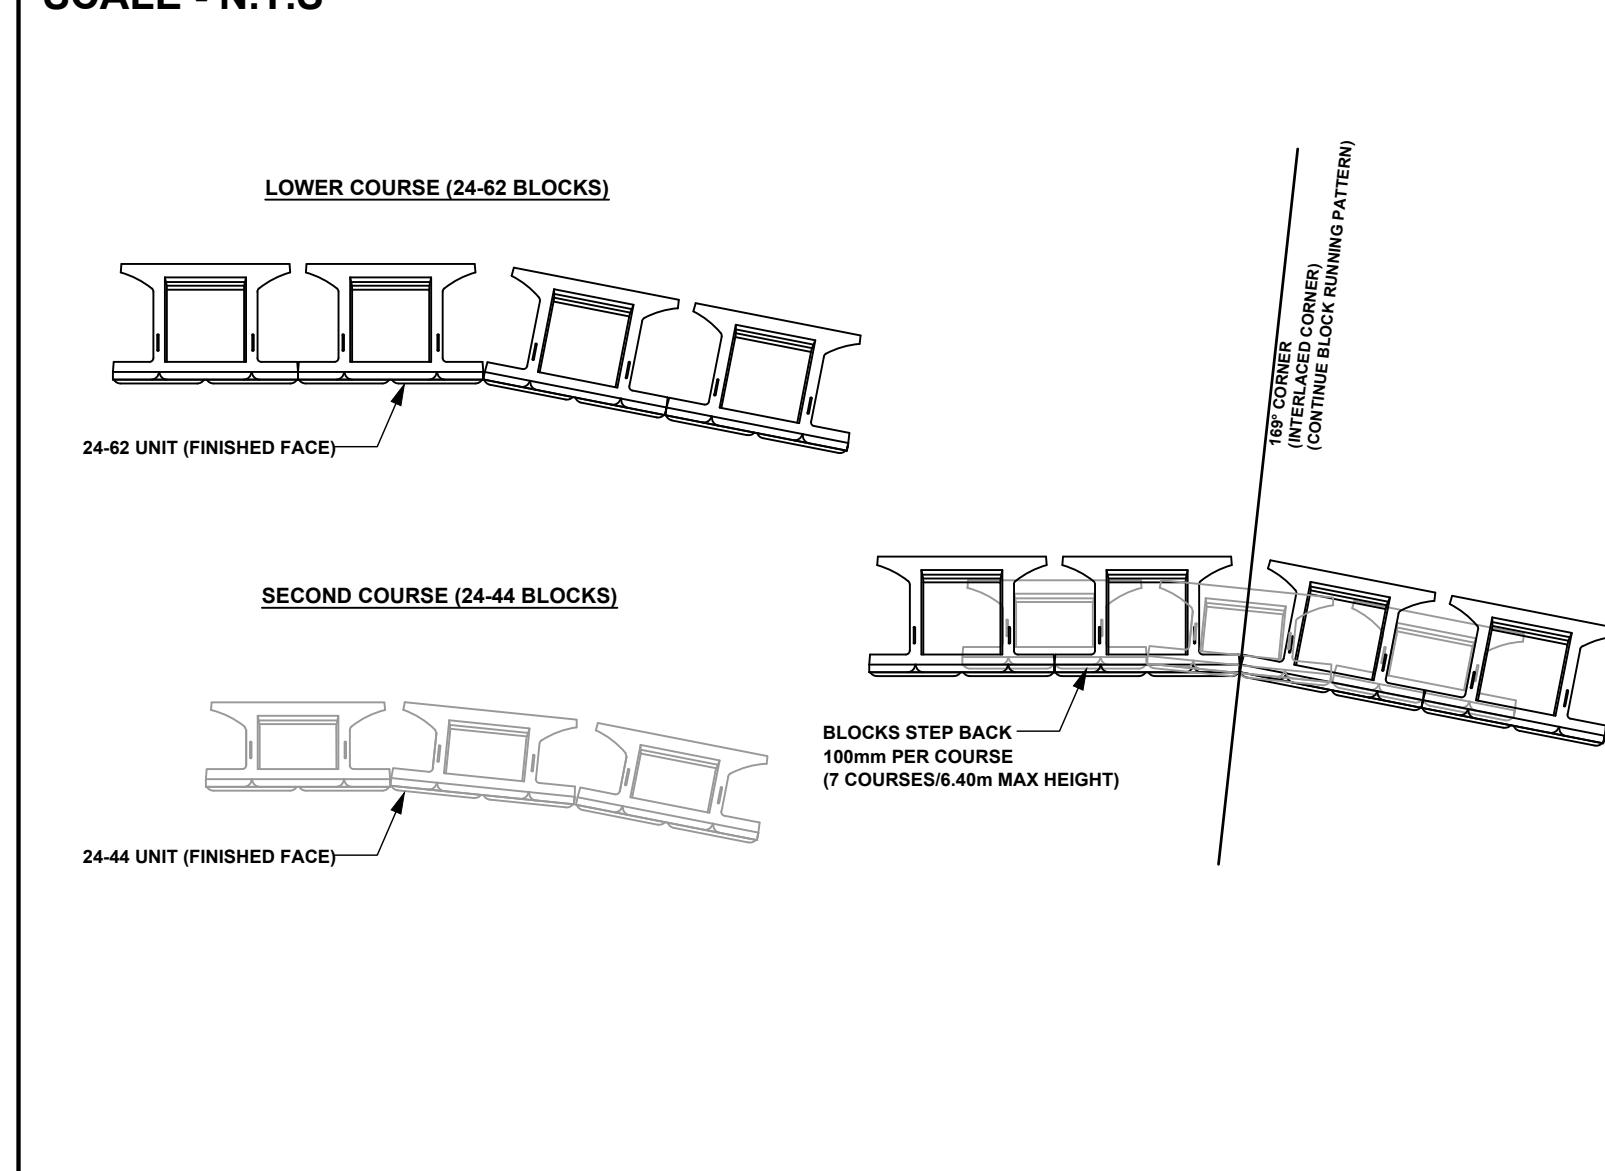 SCALE - N.T.S
LOWER COURSE (24-62 BLOCKS)
24-62 UNIT (FINISHED FACE)
SECOND COURSE (24-44 BLOCKS)
24-44 UNIT (FINISHED FACE)
169° CORNER
(INTERLACED CORNER)
(CONTINUE BLOCK RUNNING PATTERN)
BLOCKS STEP BACK
100mm PER COURSE
(7 COURSES/6.40m MAX HEIGHT)